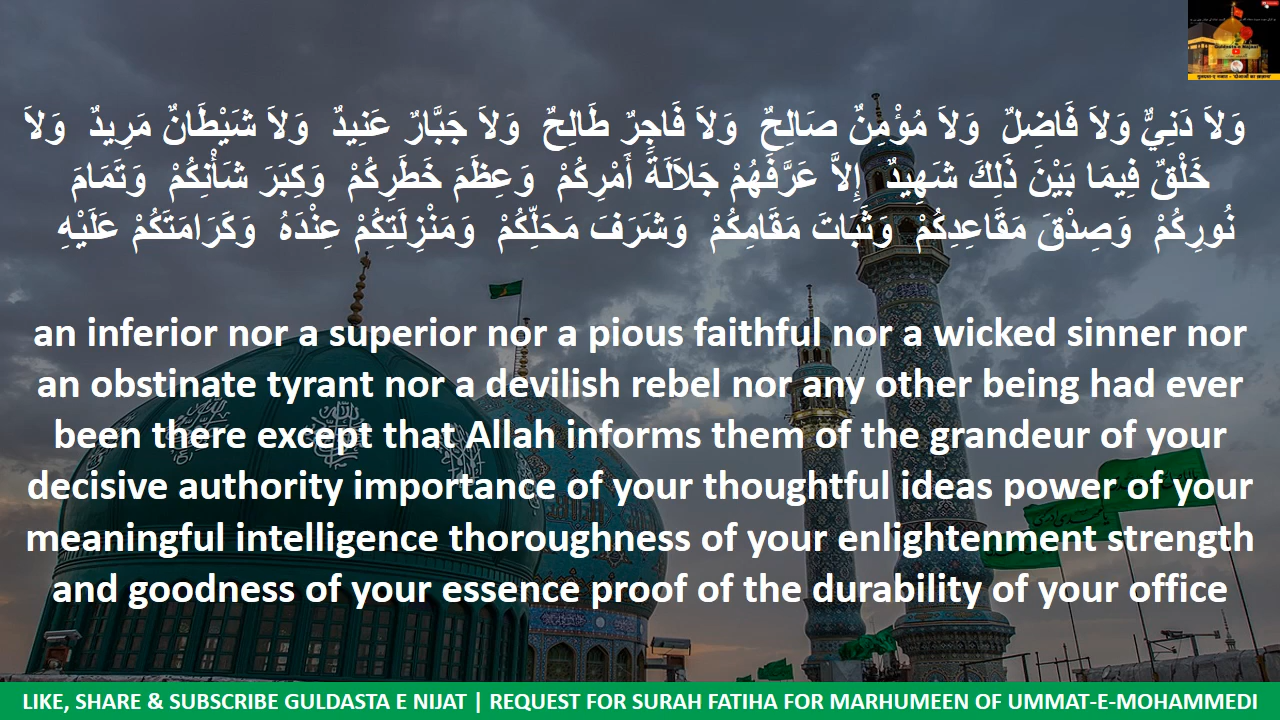 وَلاَ دَنِيٌّ وَلاَ فَاضِلٌ وَلاَ مُؤْمِنٌ صَالِحٌ وَلاَ فَاجِرٌ طَالِحٌ وَلاَ جَبَّارٌ عَنِيدٌ وَلاَ شَيْطَانٌ مَرِيدٌ وَلاَ
خَلْقٌ فِيمَا بَيْنَ ذَلِكَ شَهِيدٌ إِلاَّ عَرَّفَهُمْ جَلاَلَةَ أَمْرِكُمْ وَعِظَمَ خَطَرِكُمْ وَكِبَرَ شَأْنِكُمْ وَتَمَامَ
نُورِكُمْ وَصِدْقَ مَقَاعِدِكُمْ وَثَبَاتَ مَقَامِكُمْ وَشَرَفَ مَحَلِّكُمْ وَمَنْزِلَتِكُمْ عِنْدَهُ وَكَرَامَتَكُمْ عَلَيْهِ
an inferior nor a superior nor a pious faithful nor a wicked sinner nor
an obstinate tyrant nor a devilish rebel nor any other being had ever
been there except that Allah informs them of the grandeur of your
decisive authority importance of your thoughtful ideas power of your
meaningful intelligence thoroughness of your enlightenment strength
and goodness of your essence proof of the durability of your office
LIKE, SHARE & SUBSCRIBE GULDASTA E NIJAT | REQUEST FOR SURAH FATIHA FOR MARHUMEEN OF UMMAT-E-MOHAMMEDI